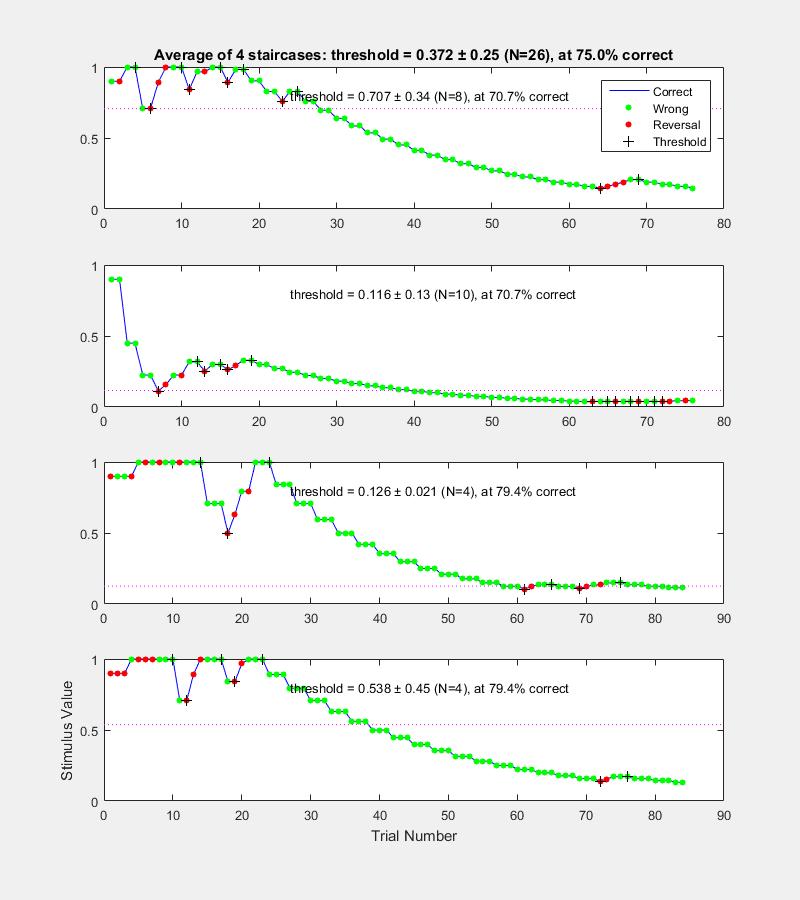 Average of 4 staircases: threshold = 0.372 ± 0.25 (N=26), at 75.0% correct
1
0.5
0
threshold = 0.707 ± 0.34 (N=8), at 70.7% correct
Correct
Wrong
Reversal
Threshold
0 10 20 30 40 50 60 70 80
1
0.5
0
threshold = 0.116 ± 0.13 (N=10), at 70.7% correct
0 10 20 30 40 50 60 70 80
1
0.5
0
threshold = 0.126 ± 0.021 (N=4), at 79.4% correct
0 10 20 30 40 50 60 70 80 90
Stimulus Value
1
0.5
0
threshold = 0.538 ± 0.45 (N=4), at 79.4% correct
0 10 20 30 40 50 60 70 80 90
Trial Number